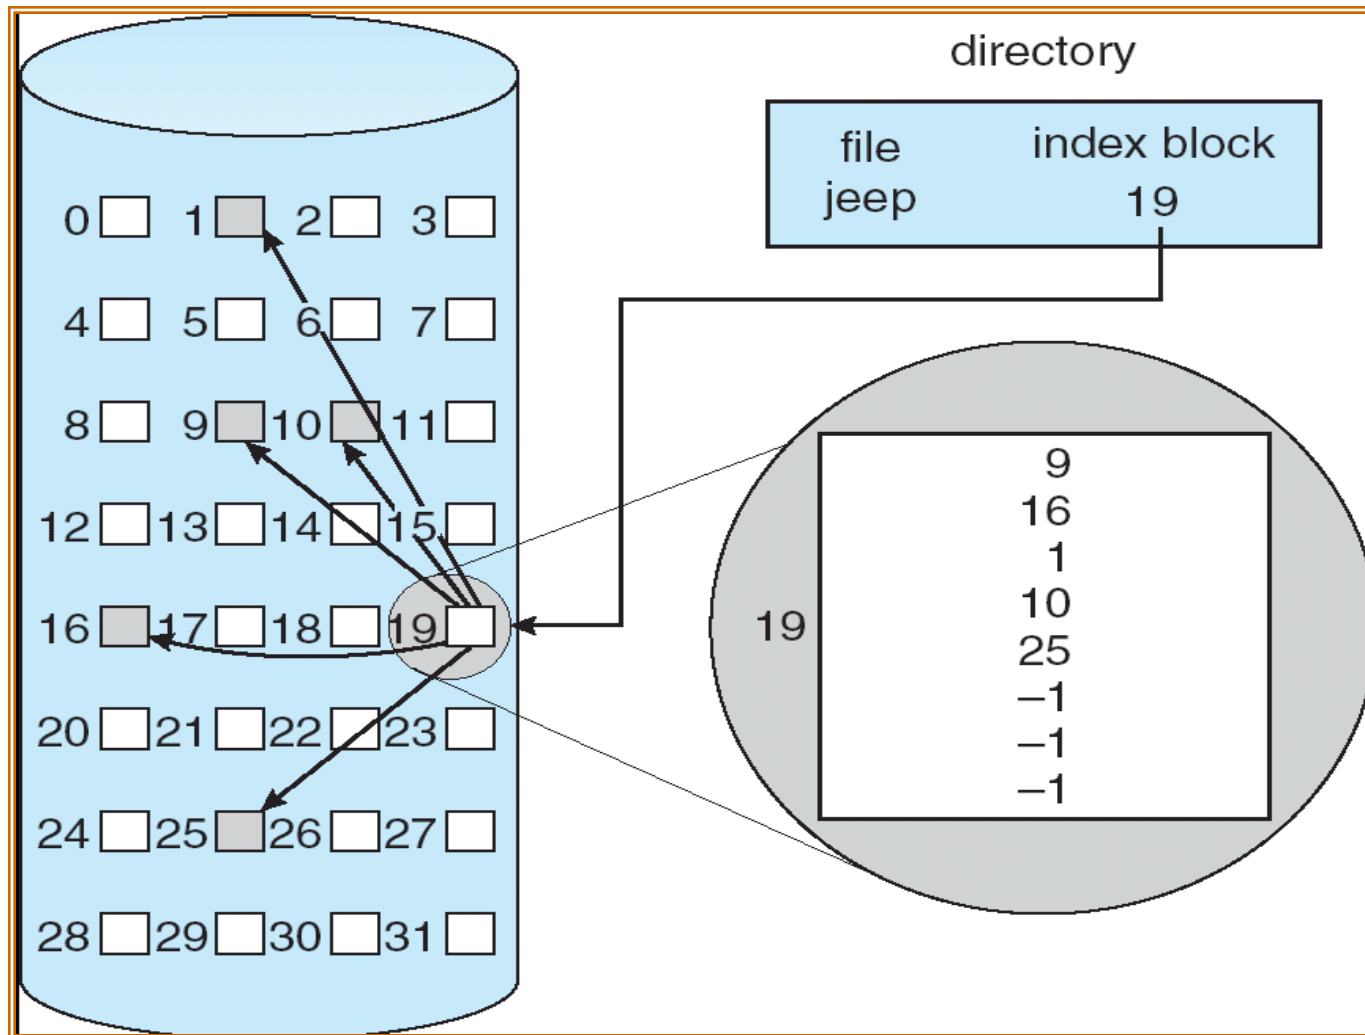 directory
file index block
jeep 19
0 1 2 3
4 5 6 7
8 9 10 11
12 13 14 15
16 17 18 19
20 21 22 23
24 25 26 27
28 29 30 31
19
9
16
1
10
25
–1
–1
–1